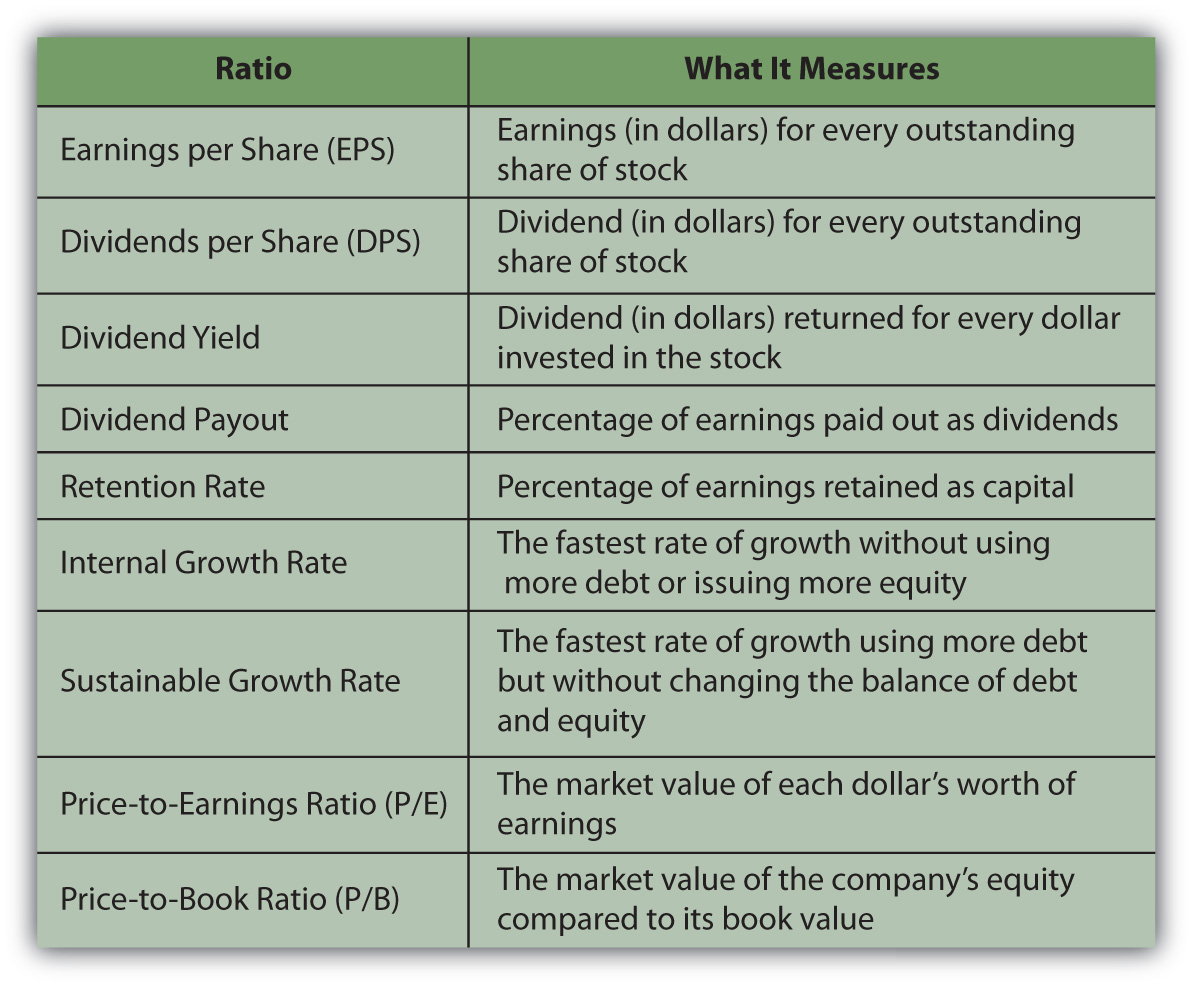 Ratio
What It Measures
Earnings per Share (EPS)
Earnings (in dollars) for every outstanding
share of stock
Dividends per Share (DPS)
Dividend (in dollars) for every outstanding
share of stock
Dividend Yield
Dividend (in dollars) returned for every dollar
invested in the stock
Dividend Payout
Percentage of earnings paid out as dividends
Retention Rate
Percentage of earnings retained as capital
Internal Growth Rate
The fastest rate of growth without using
more debt or issuing more equity
Sustainable Growth Rate
The fastest rate of growth using more debt
but without changing the balance of debt
and equity
Price-to-Earnings Ratio (P/E)
The market value of each dollar’s worth of
earnings
Price-to-Book Ratio (P/B)
The market value of the company’s equity
compared to its book value